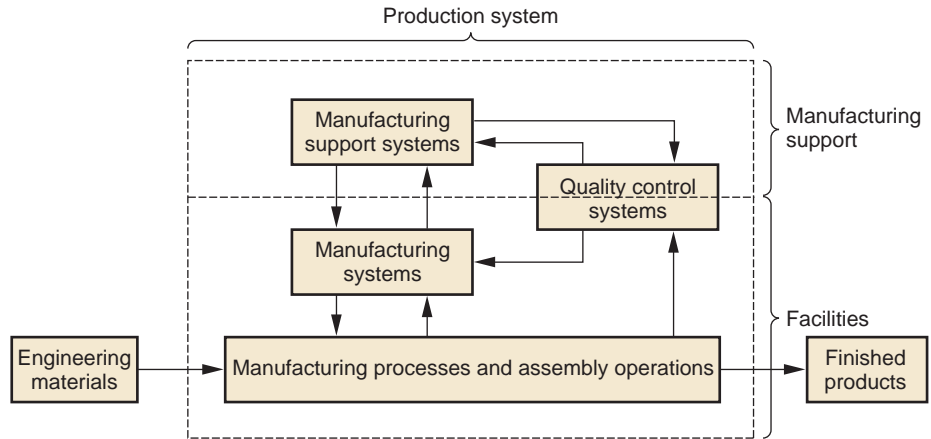 Production system
Manufacturing
support systems
Manufacturing
support
Quality control
systems
Manufacturing
systems
Facilities
Engineering
materials
Manufacturing processes and assembly operations
Finished
products